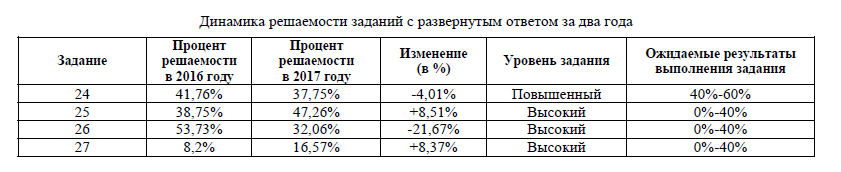 Динамика решаемости заданий с развернутым ответом за два года
Задание Процент решаемости в 2016 году Процент решаемости в 2017 году Изменение (в %) Уровень задания Ожидаемые результаты выполнения задания
24 41,76% 37,75% -4,01% Повышенный 40%-60%
25 38,75% 47,26% +8,51% Высокий 0%-40%
26 53,73% 32,06% -21,67% Высокий 0%-40%
27 8,2% 16,57% +8,37% Высокий 0%-40%